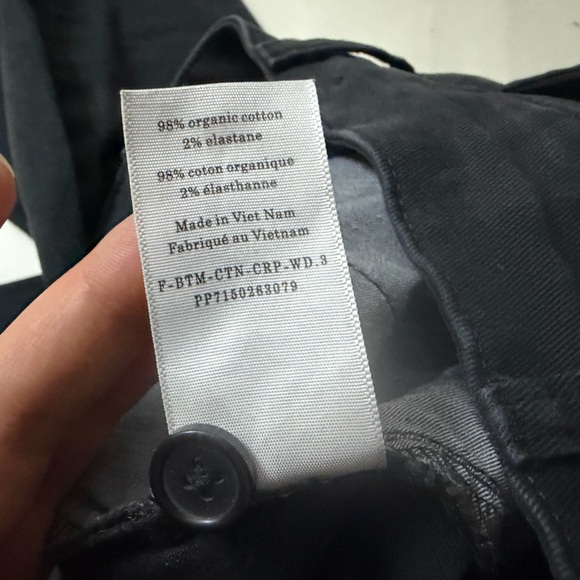 98% organic cotton
2% elastane
98% coton organique
2% élasthanne
Made in Viet Nam
Fabriqué au Vietnam
F-BTM-CTN-CRP-WD.3
PP7150263079